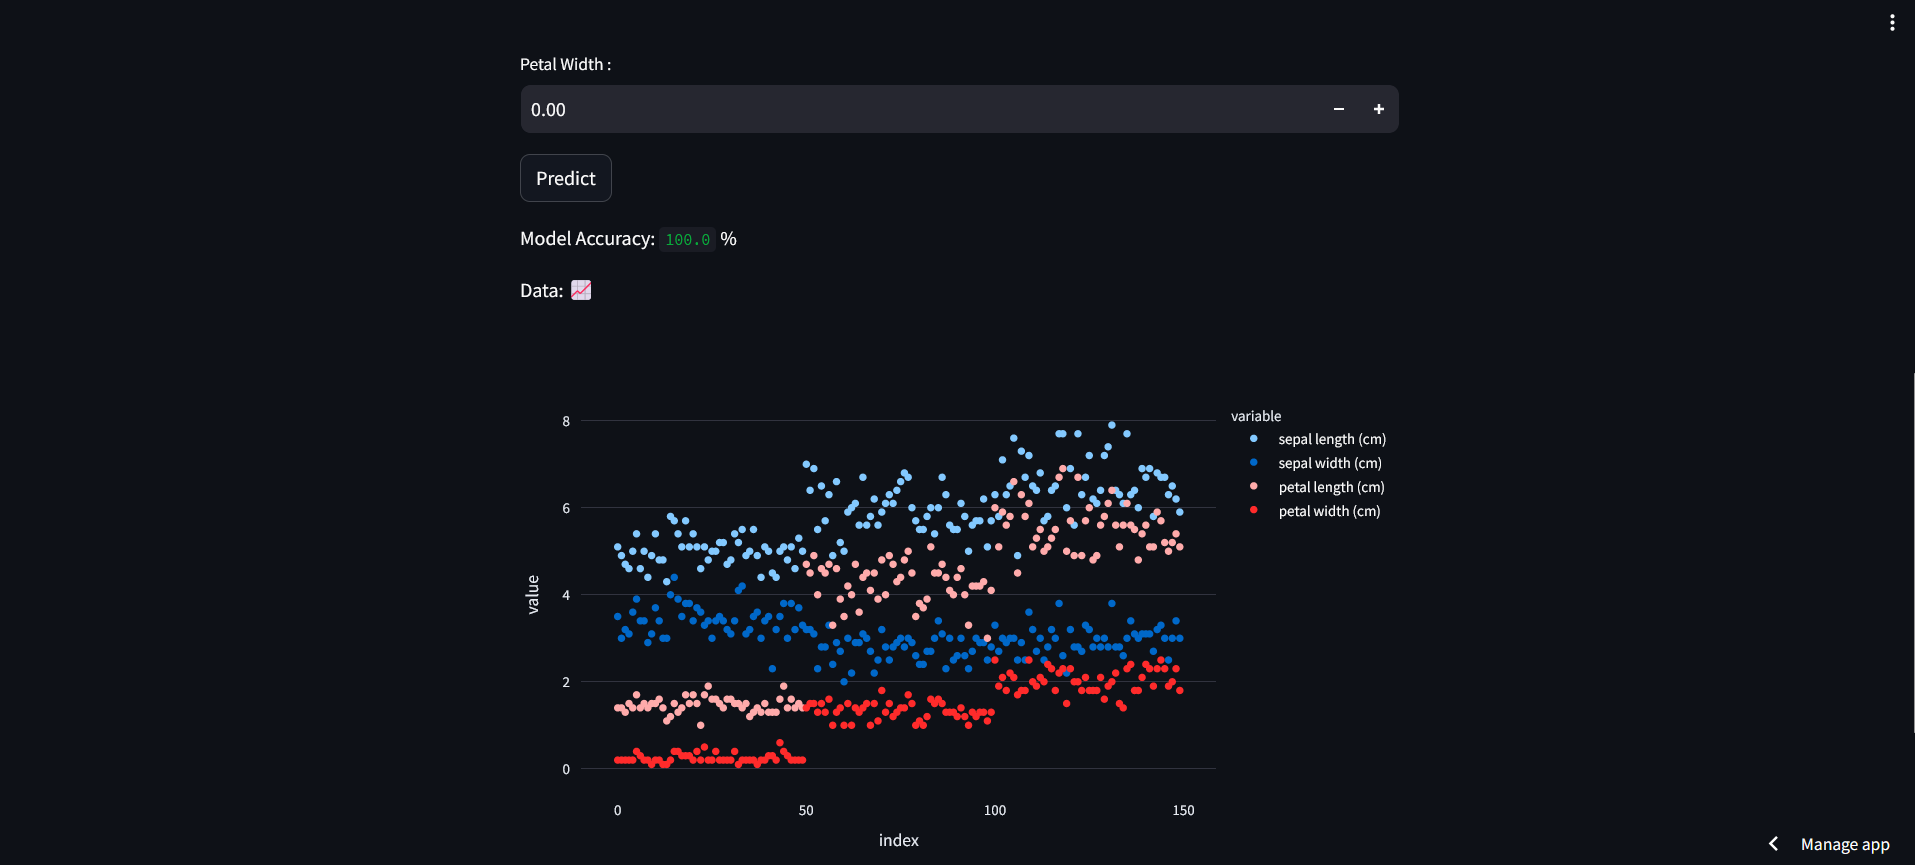 Petal Width :
0.00
Predict
Model Accuracy: 100.0 %
Data:
variable
sepal length (cm)
sepal width (cm)
petal length (cm)
petal width (cm)
8
6
4
2
0
value
0 50 100 150
index
Manage app